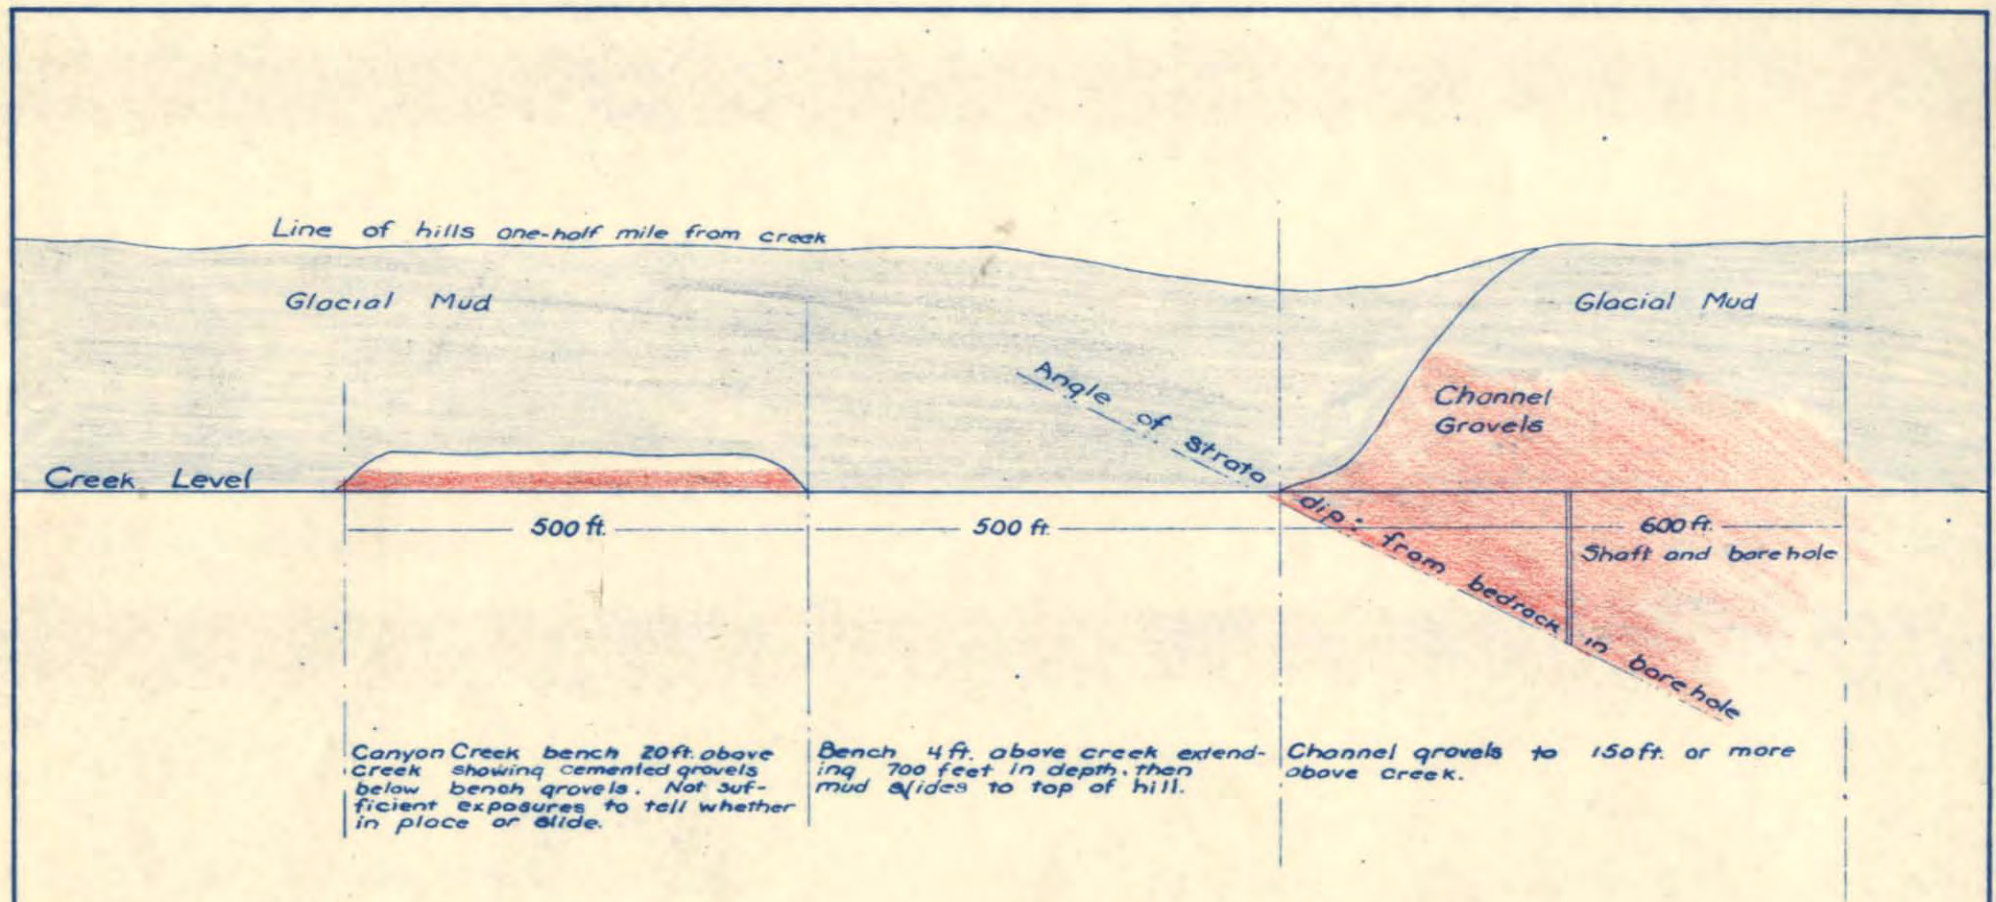 Line of hills one-half mile from creek
Glacial Mud
Glacial Mud
Angle of Strata
Channel
Gravels
Creek Level
dip: from bedrock in bore hole
500 ft.
500 ft.
600 ft.
Shaft and borehole
Canyon Creek bench 20 ft. above
Creek showing cemented gravels
below bench gravels. Not suf-
ficient exposures to tell whether
in place or slide.
Bench 4 ft. above creek extend-
ing 700 feet in depth, then
mud slides to top of hill.
Channel gravels to 150 ft. or more
above creek.